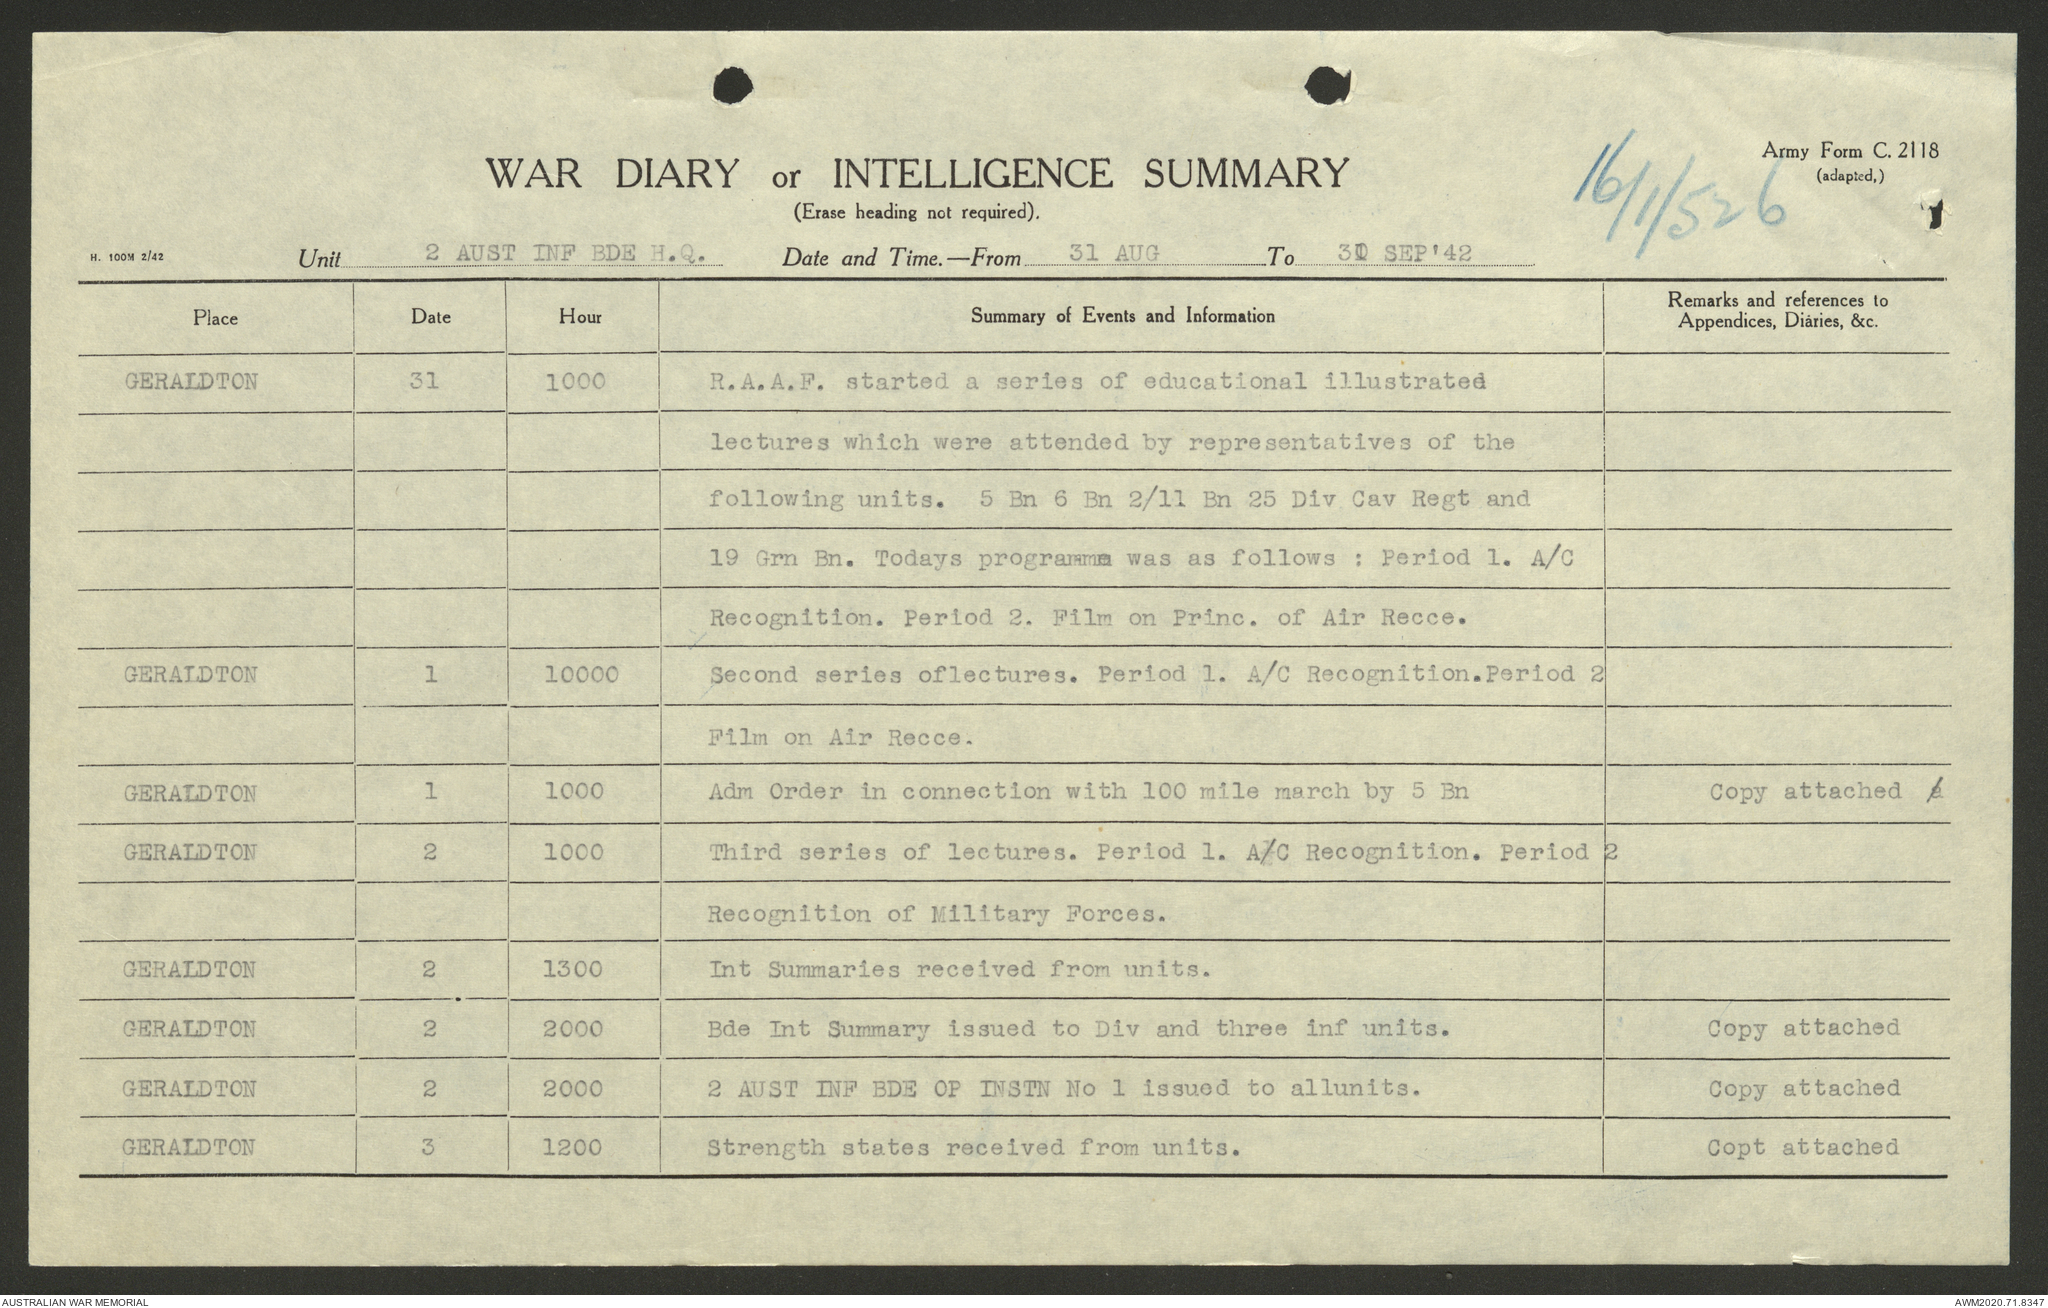 WAR DIARY or INTELLIGENCE SUMMARY
(Erase heading not required).
Army Form C. 2118
(adapted,)
16/1/526
H. 100M 2/42
Unit 2 AUST INF BDE H.Q. Date and Time.—From 31 AUG To 30 SEP'42
Place Date Hour Summary of Events and Information Remarks and references to
Appendices, Diaries, &c.
GERALDTON 31 1000 R.A.A.F. started a series of educational illustrated
lectures which were attended by representatives of the
following units. 5 Bn 6 Bn 2/11 Bn 25 Div Cav Regt and
19 Grn Bn. Todays programme was as follows : Period 1. A/C
Recognition. Period 2. Film on Princ. of Air Recce.
GERALDTON 1 10000 Second series oflectures. Period 1. A/C Recognition.Period 2
Film on Air Recce.
GERALDTON 1 1000 Adm Order in connection with 100 mile march by 5 Bn Copy attached
GERALDTON 2 1000 Third series of lectures. Period 1. A/C Recognition. Period 2
Recognition of Military Forces.
GERALDTON 2 1300 Int Summaries received from units.
GERALDTON 2 2000 Bde Int Summary issued to Div and three inf units. Copy attached
GERALDTON 2 2000 2 AUST INF BDE OP INSTN No 1 issued to allunits. Copy attached
GERALDTON 3 1200 Strength states received from units. Copt attached
AUSTRALIAN WAR MEMORIAL
AWM2020.71.8347